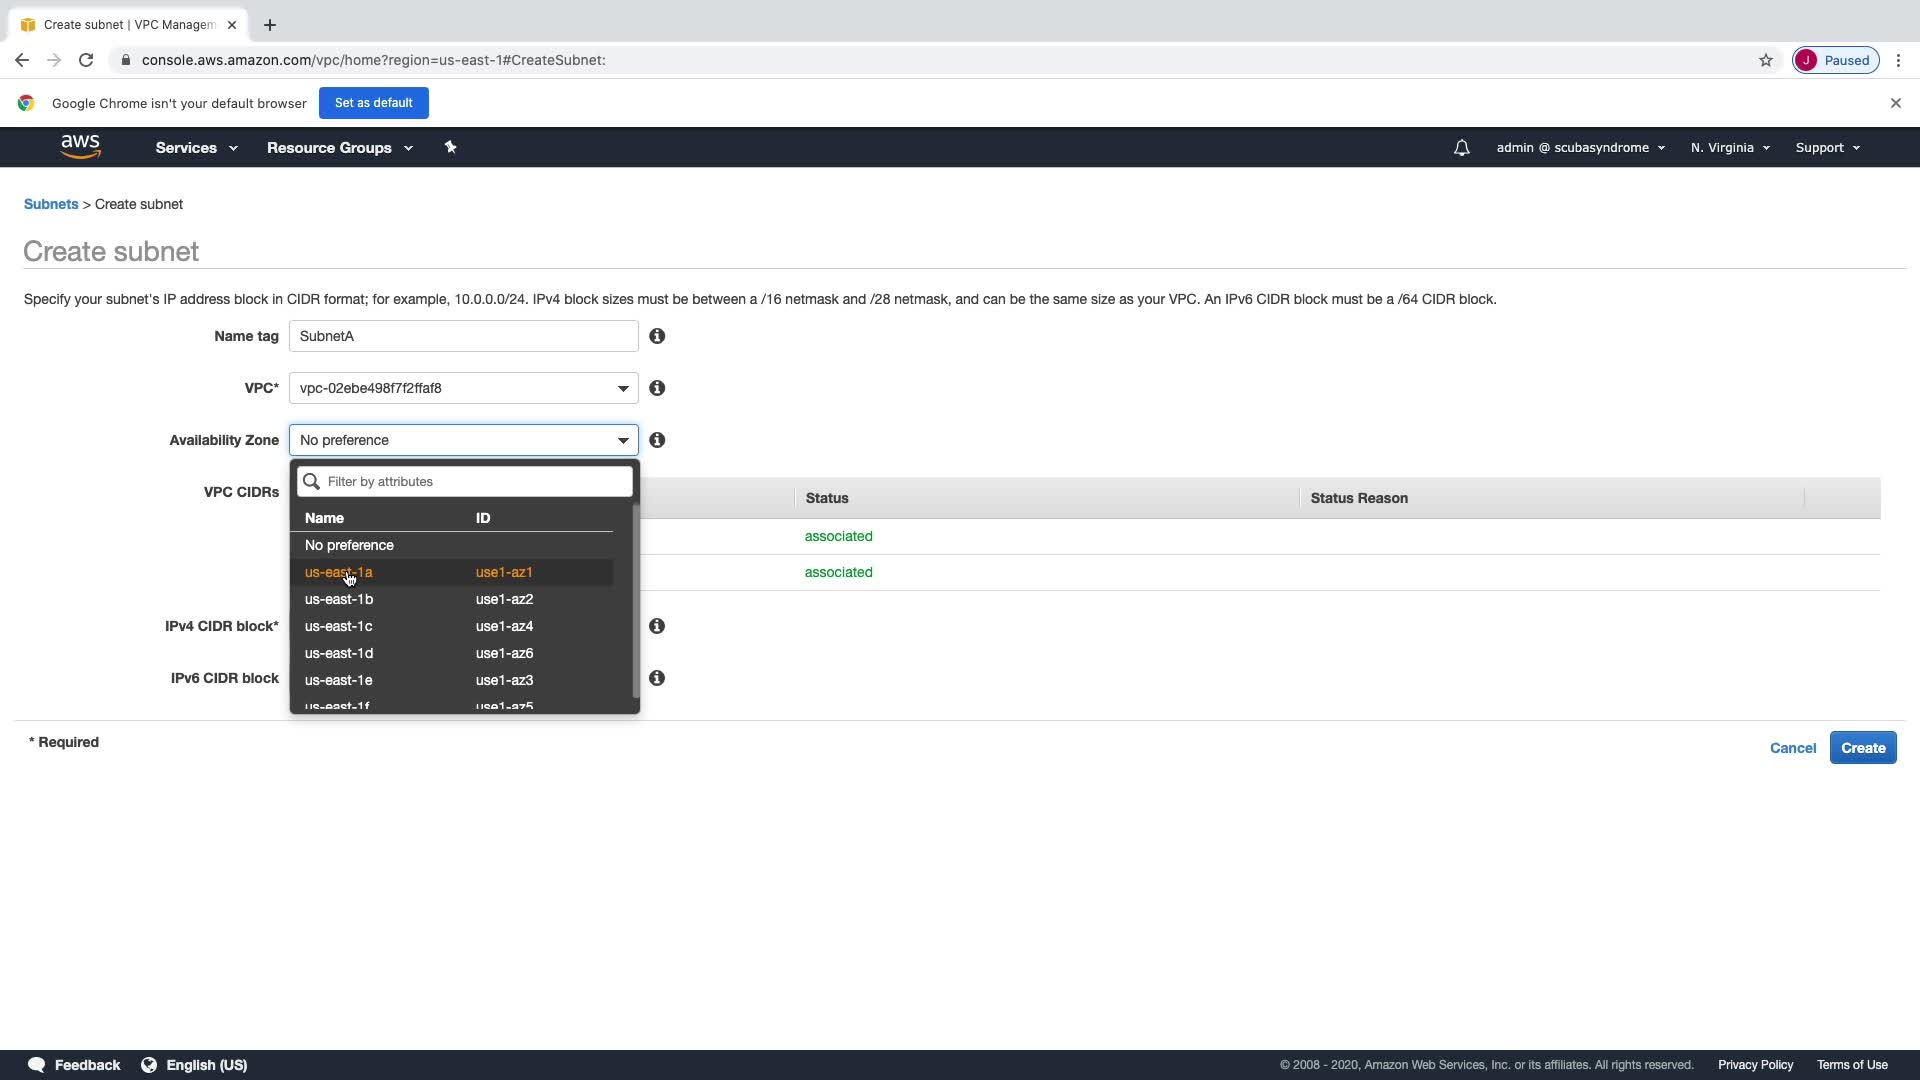 Create subnet | VPC Managem
console.aws.amazon.com/vpc/home?region=us-east-1#CreateSubnet:
J Paused
Google Chrome isn't your default browser Set as default
aws Services Resource Groups admin @ scubasyndrome N. Virginia Support
Subnets > Create subnet
Create subnet
Specify your subnet's IP address block in CIDR format; for example, 10.0.0.0/24. IPv4 block sizes must be between a /16 netmask and /28 netmask, and can be the same size as your VPC. An IPv6 CIDR block must be a /64 CIDR block.
Name tag SubnetA
VPC* vpc-02ebe498f7f2ffaf8
Availability Zone No preference
VPC CIDRs Filter by attributes Status Status Reason
Name ID
No preference associated
us-east-1a use1-az1 associated
us-east-1b use1-az2
IPv4 CIDR block* us-east-1c use1-az4
us-east-1d use1-az6
IPv6 CIDR block us-east-1e use1-az3
us-east-1f use1-az5
* Required Cancel Create
Feedback English (US) © 2008 - 2020, Amazon Web Services, Inc. or its affiliates. All rights reserved. Privacy Policy Terms of Use